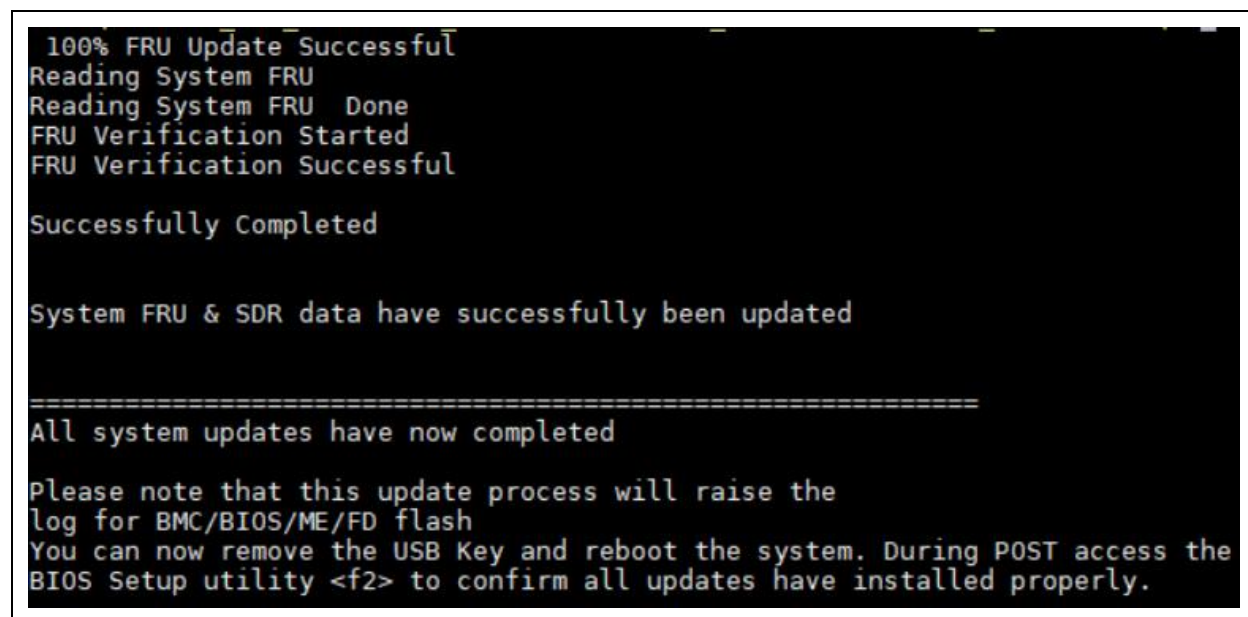 100% FRU Update Successful
Reading System FRU
Reading System FRU  Done
FRU Verification Started
FRU Verification Successful
Successfully Completed
System FRU & SDR data have successfully been updated
============================================================
All system updates have now completed
Please note that this update process will raise the
log for BMC/BIOS/ME/FD flash
You can now remove the USB Key and reboot the system. During POST access the
BIOS Setup utility <f2> to confirm all updates have installed properly.